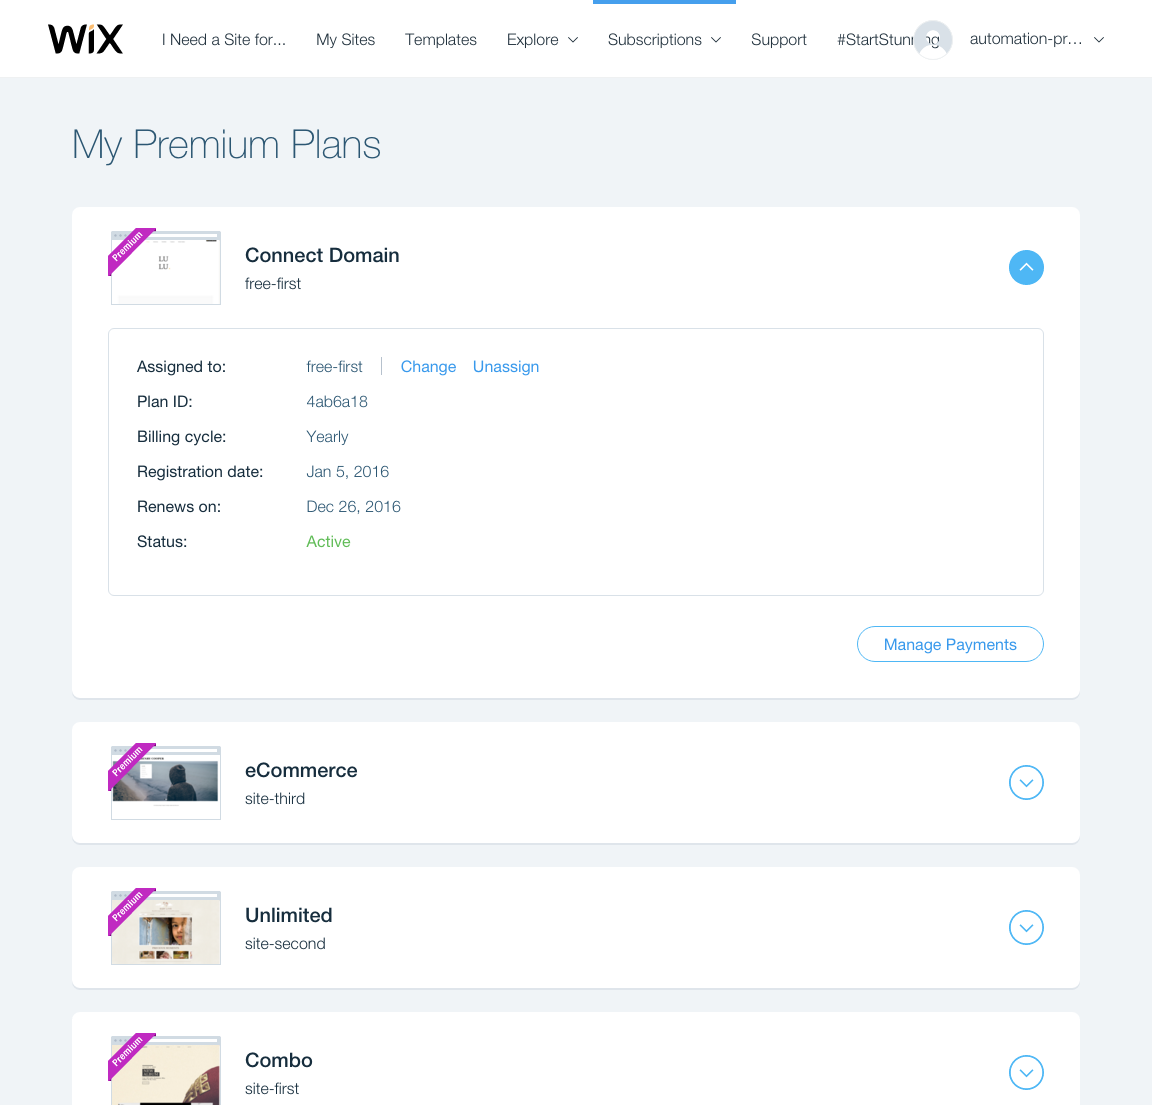 WiX
I Need a Site for...
My Sites
Templates
Explore
Subscriptions
Support
#StartStunning
automation-pr...
My Premium Plans
Premium
LU
LU
Connect Domain
free-first
Assigned to: free-first Change Unassign
Plan ID: 4ab6a18
Billing cycle: Yearly
Registration date: Jan 5, 2016
Renews on: Dec 26, 2016
Status: Active
Manage Payments
Premium
eCommerce
site-third
Premium
Unlimited
site-second
Premium
Combo
site-first